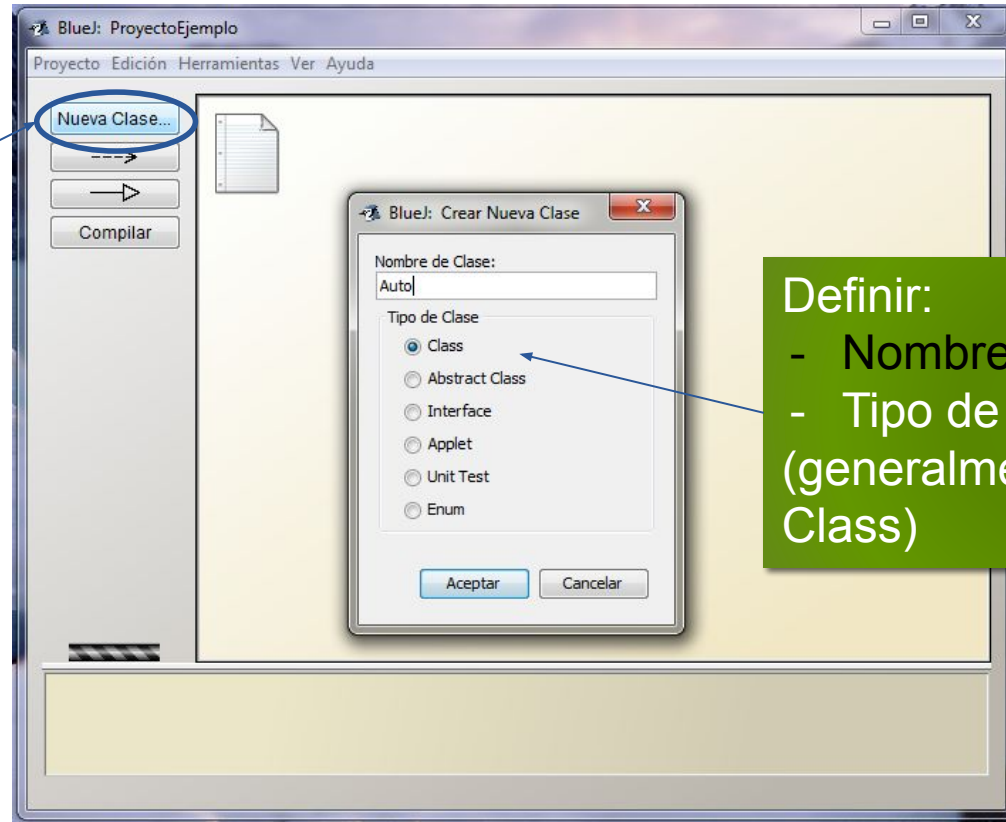 BlueJ: ProyectoEjemplo
Proyecto Edición Herramientas Ver Ayuda
Nueva Clase...
Compilar
BlueJ: Crear Nueva Clase
Nombre de Clase:
Auto
Tipo de Clase
Class
Abstract Class
Interface
Applet
Unit Test
Enum
Aceptar
Cancelar
Definir:
- Nombre
- Tipo de
Class)